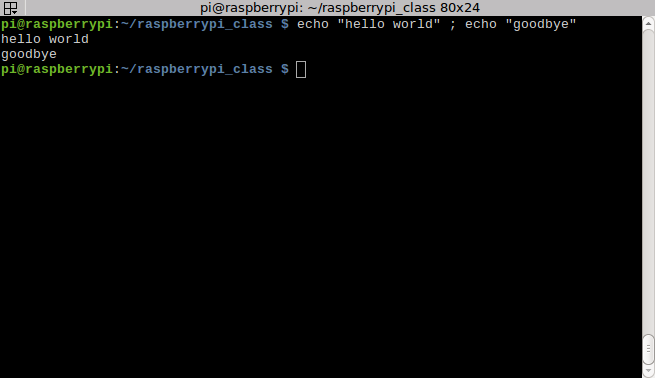 pi@raspberrypi: ~/raspberrypi_class 80x24
pi@raspberrypi:~/raspberrypi_class $ echo "hello world" ; echo "goodbye"
hello world
goodbye
pi@raspberrypi:~/raspberrypi_class $